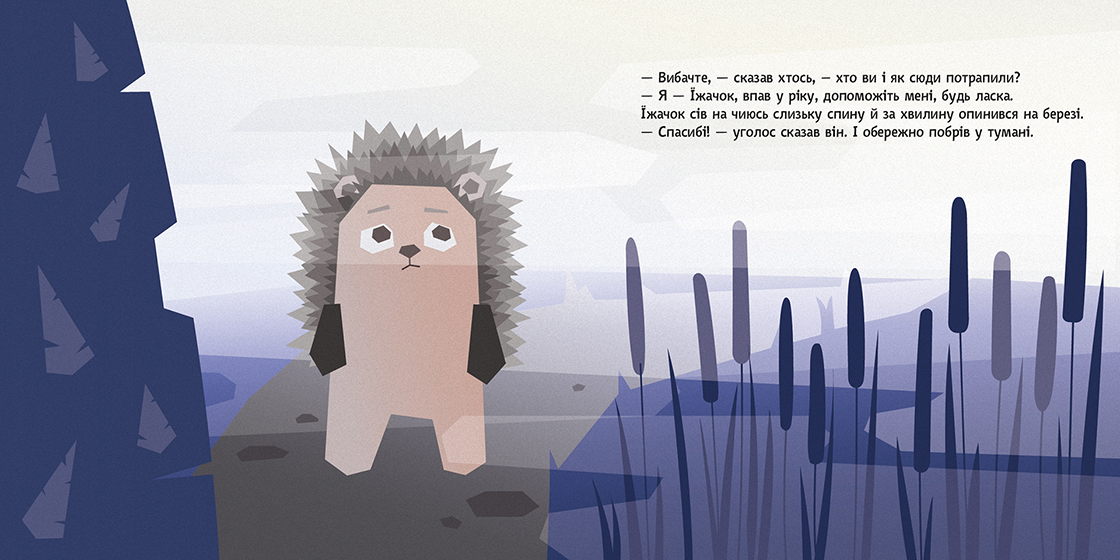 — Вибачте, — сказав хтось, — хто ви і як сюди потрапили?
— Я — Їжачок, впав у ріку, допоможіть мені, будь ласка.
Їжачок сів на чиюсь слизьку спину й за хвилину опинився на березі.
— Спасибі! — уголос сказав він. І обережно побрів у тумані.